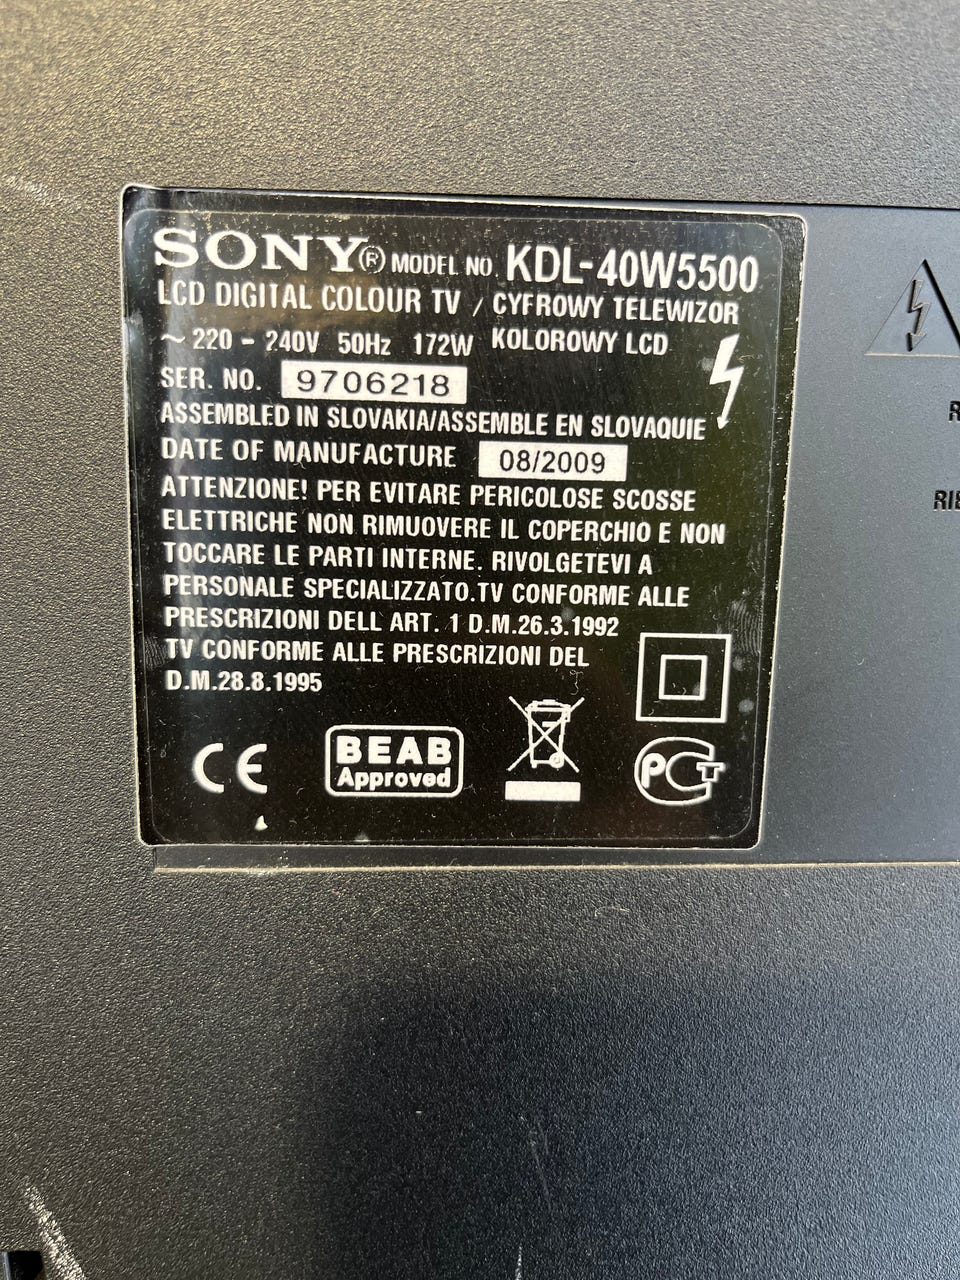 SONY® MODEL NO. KDL-40W5500
LCD DIGITAL COLOUR TV / CYFROWY TELEWIZOR
~ 220 - 240V 50Hz 172W KOLOROWY LCD
SER. NO. 9706218
ASSEMBLED IN SLOVAKIA/ASSEMBLE EN SLOVAQUIE
DATE OF MANUFACTURE 08/2009
ATTENZIONE! PER EVITARE PERICOLOSE SCOSSE
ELETTRICHE NON RIMUOVERE IL COPERCHIO E NON
TOCCARE LE PARTI INTERNE. RIVOLGETEVI A
PERSONALE SPECIALIZZATO.TV CONFORME ALLE
PRESCRIZIONI DELL ART. 1 D.M.26.3.1992
TV CONFORME ALLE PRESCRIZIONI DEL
D.M.28.8.1995
CE
BEAB
Approved
PCT